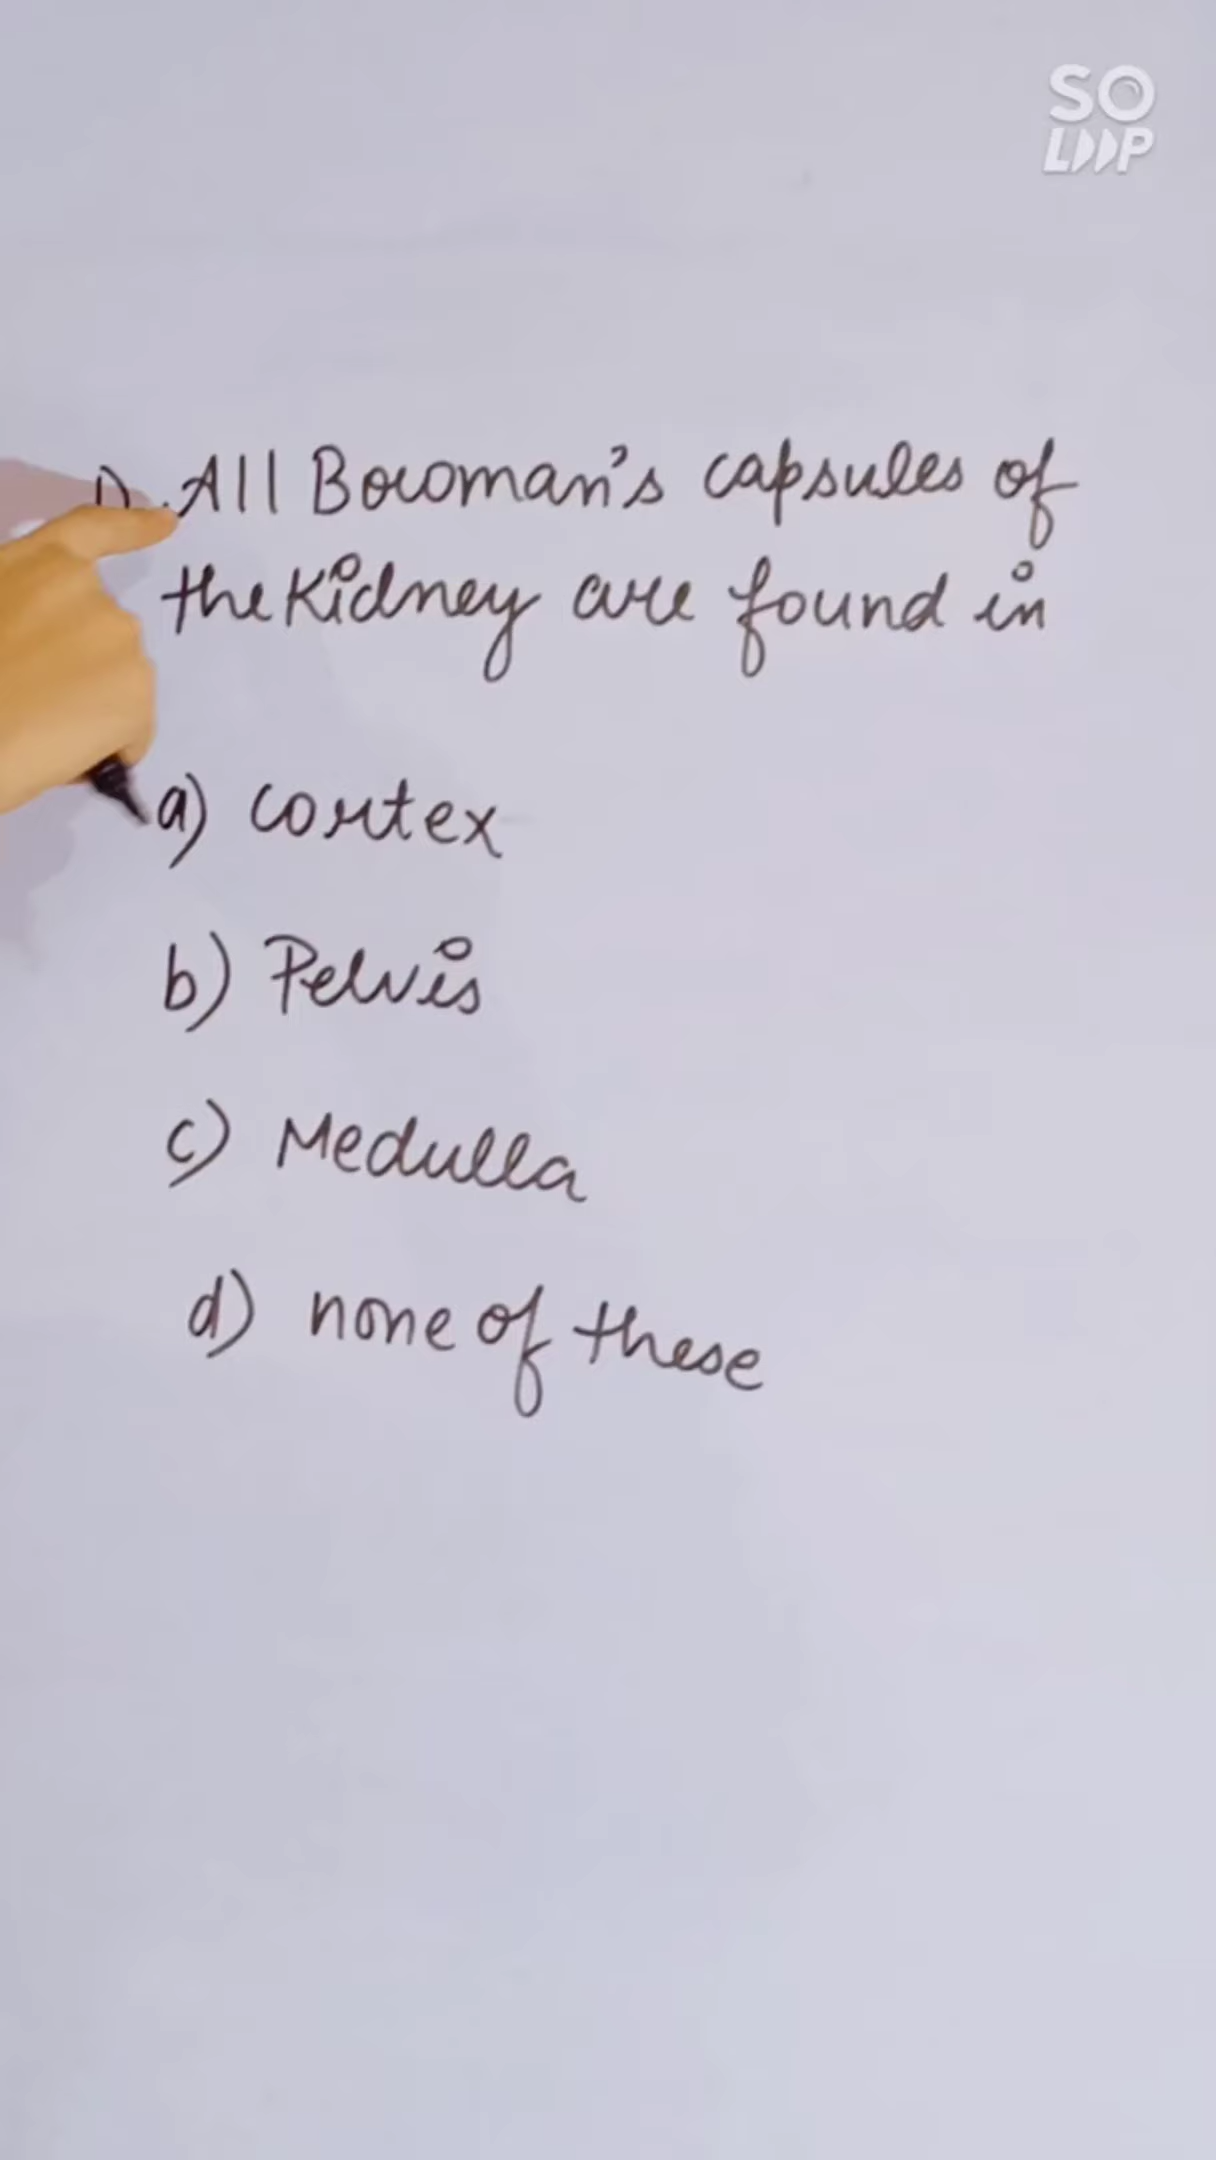 SO
LOOP
1). All Bowman's capsules of
the Kidney are found in
a) cortex
b) Pelvis
c) Medulla
d) none of these